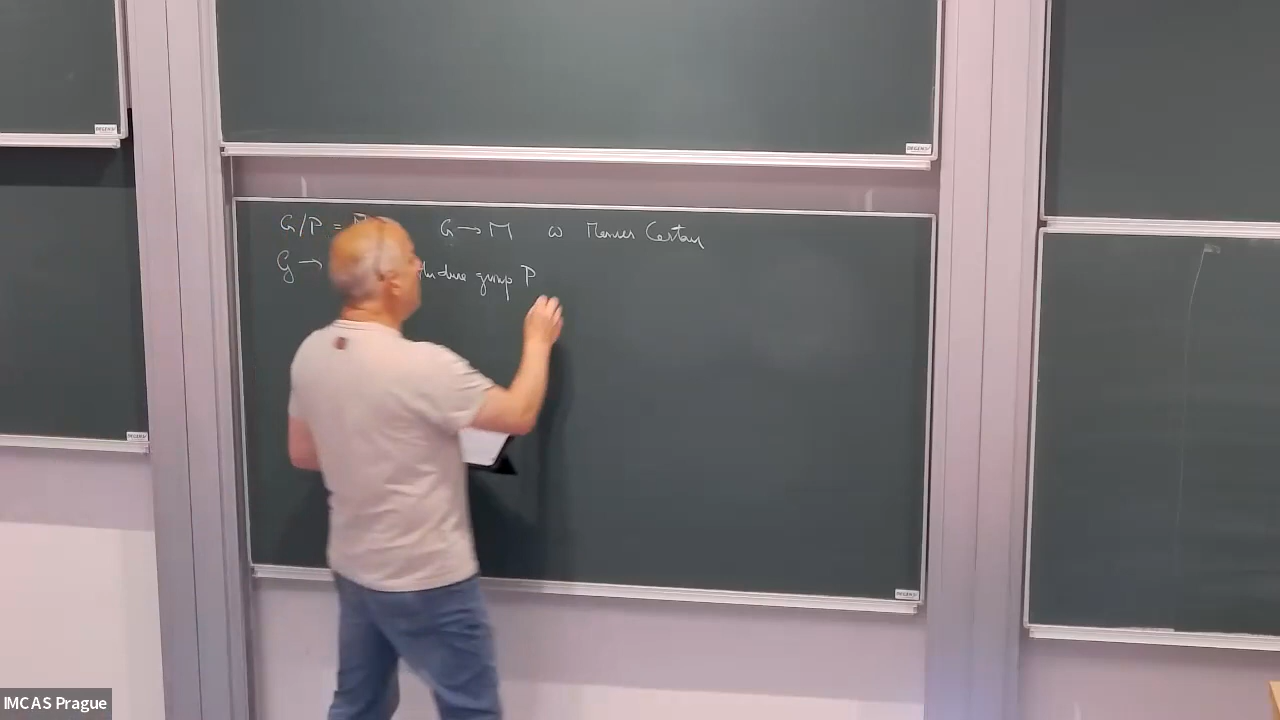 G/P = M G → M ω Maurer Cartan
G → structure group P
IMCAS Prague